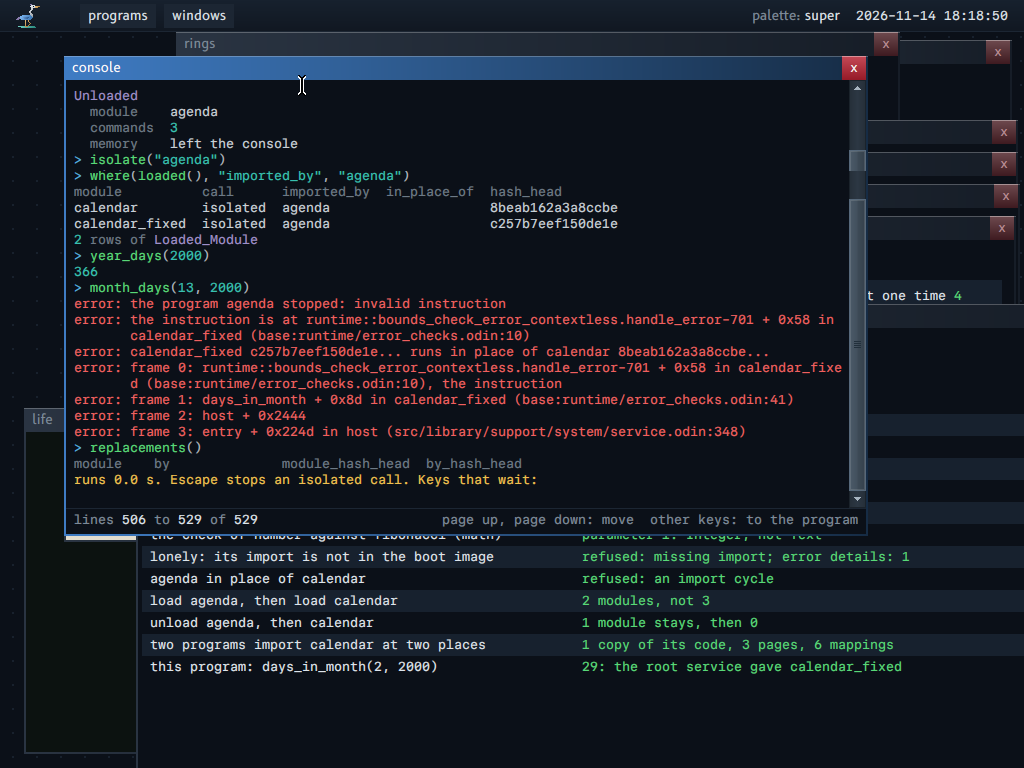 programs windows palette: super 2026-11-14 18:18:50
rings x
x
console x
Unloaded
module agenda
commands 3
memory left the console
> isolate("agenda")
> where(loaded(), "imported_by", "agenda")
module call imported_by in_place_of hash_head
calendar isolated agenda 8beab162a3a8ccbe
calendar_fixed isolated agenda c257b7eef150de1e
2 rows of Loaded_Module
> year_days(2000)
366
> month_days(13, 2000)
error: the program agenda stopped: invalid instruction
error: the instruction is at runtime::bounds_check_error_contextless.handle_error-701 + 0x58 in
calendar_fixed (base:runtime/error_checks.odin:10)
error: calendar_fixed c257b7eef150de1e... runs in place of calendar 8beab162a3a8ccbe...
error: frame 0: runtime::bounds_check_error_contextless.handle_error-701 + 0x58 in calendar_fixe
d (base:runtime/error_checks.odin:10), the instruction
error: frame 1: days_in_month + 0x8d in calendar_fixed (base:runtime/error_checks.odin:41)
error: frame 2: host + 0x2444
error: frame 3: entry + 0x224d in host (src/library/support/system/service.odin:348)
> replacements()
module by module_hash_head by_hash_head
runs 0.0 s. Escape stops an isolated call. Keys that wait:
lines 506 to 529 of 529 page up, page down: move other keys: to the program
x
x
x
x
t one time 4
life
lonely: its import is not in the boot image refused: missing import; error details: 1
agenda in place of calendar refused: an import cycle
load agenda, then load calendar 2 modules, not 3
unload agenda, then calendar 1 module stays, then 0
two programs import calendar at two places 1 copy of its code, 3 pages, 6 mappings
this program: days_in_month(2, 2000) 29: the root service gave calendar_fixed